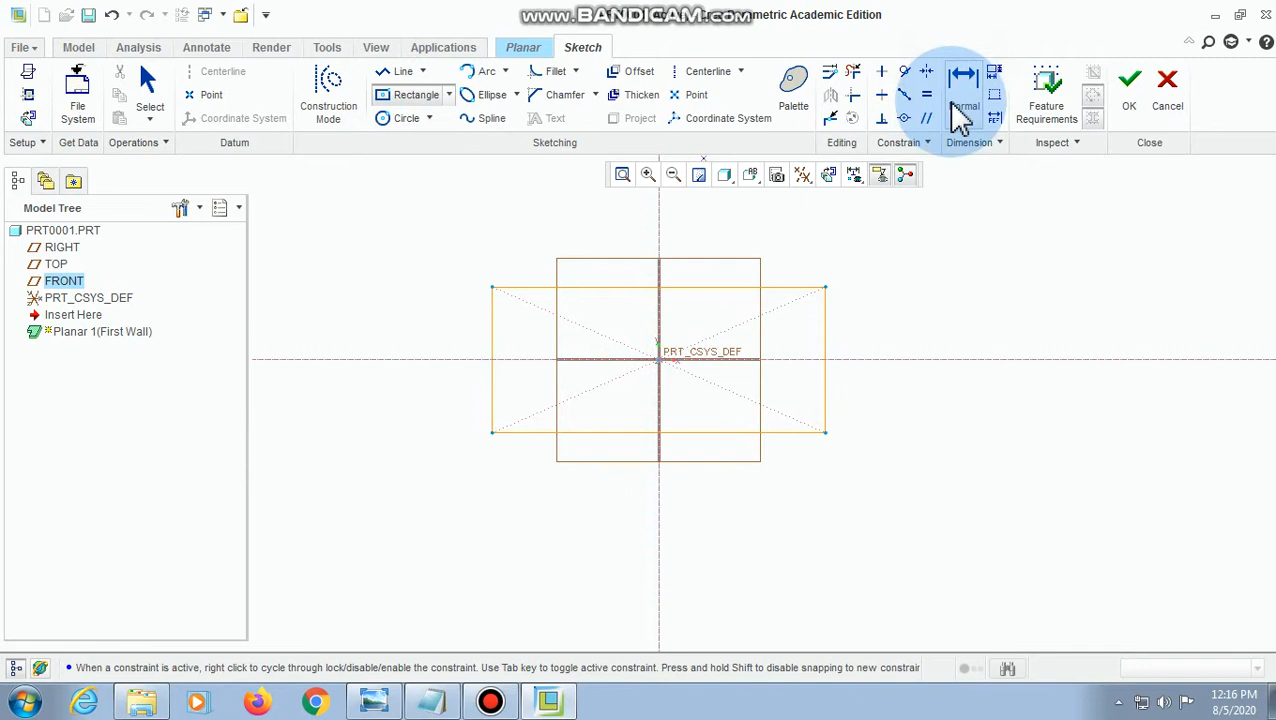 www.BANDICAM.com
Parametric Academic Edition
File
Model
Analysis
Annotate
Render
Tools
View
Applications
Planar
Sketch
File System
Select
Centerline
Point
Coordinate System
Construction Mode
Line
Rectangle
Circle
Arc
Ellipse
Spline
Fillet
Chamfer
Text
Offset
Thicken
Project
Centerline
Point
Coordinate System
Palette
Feature Requirements
OK
Cancel
Setup
Get Data
Operations
Datum
Sketching
Editing
Constrain
Dimension
Inspect
Close
Model Tree
PRT0001.PRT
RIGHT
TOP
FRONT
PRT_CSYS_DEF
Insert Here
Planar 1(First Wall)
PRT_CSYS_DEF
When a constraint is active, right click to cycle through lock/disable/enable the constraint. Use Tab key to toggle active constraint. Press and hold Shift to disable snapping to new constrair
12:16 PM
8/5/2020